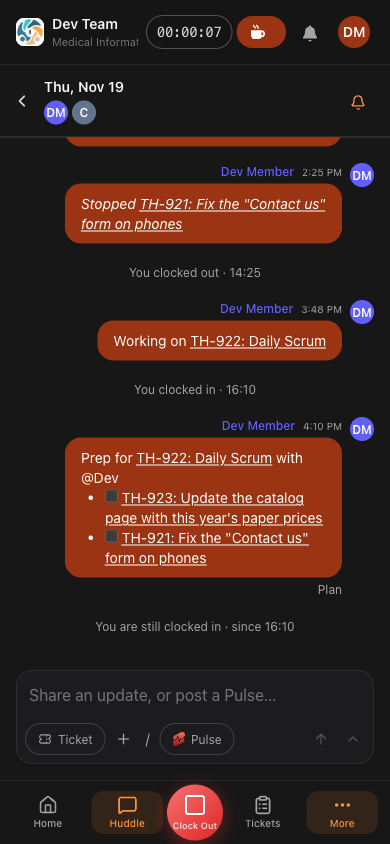 Dev Team
Medical Informat
00:00:07
DM
Thu, Nov 19
DM
C
Dev Member 2:25 PM
DM
Stopped TH-921: Fix the "Contact us"
form on phones
You clocked out · 14:25
Dev Member 3:48 PM
DM
Working on TH-922: Daily Scrum
You clocked in · 16:10
Dev Member 4:10 PM
DM
Prep for TH-922: Daily Scrum with
@Dev
• TH-923: Update the catalog
page with this year's paper prices
• TH-921: Fix the "Contact us"
form on phones
Plan
You are still clocked in · since 16:10
Share an update, or post a Pulse...
Ticket
+
/
Pulse
Home
Huddle
Clock Out
Tickets
More